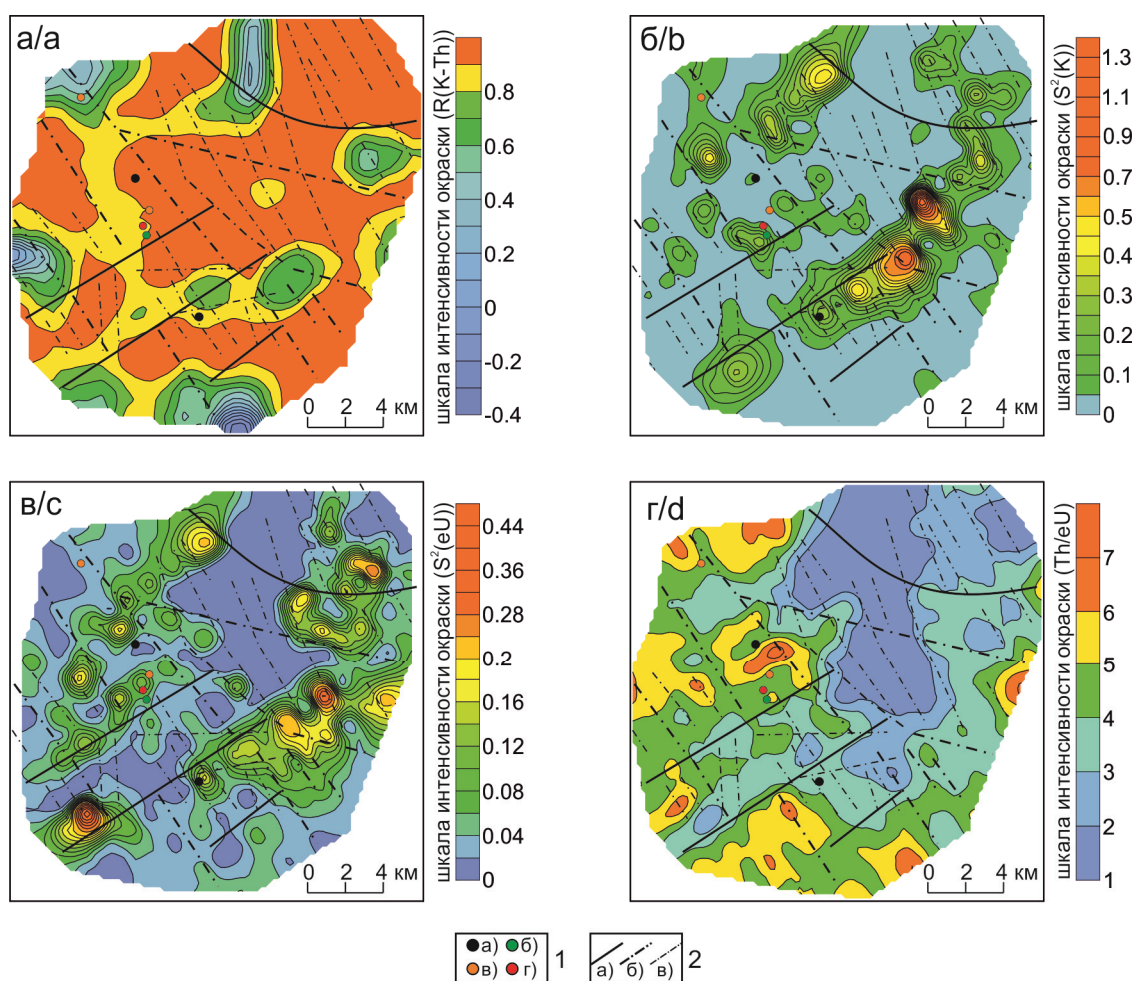 а/a
шкала интенсивности окраски (R(K-Th))
0.8
0.6
0.4
0.2
0
-0.2
-0.4
0 2 4 км
б/b
шкала интенсивности окраски (S²(K))
1.3
1.1
0.9
0.7
0.5
0.4
0.3
0.2
0.1
0
0 2 4 км
в/c
шкала интенсивности окраски (S²(eU))
0.44
0.36
0.28
0.2
0.16
0.12
0.08
0.04
0
0 2 4 км
г/d
шкала интенсивности окраски (Th/eU)
7
6
5
4
3
2
1
0 2 4 км
а) б)
в) г)
1
а) б) в)
2